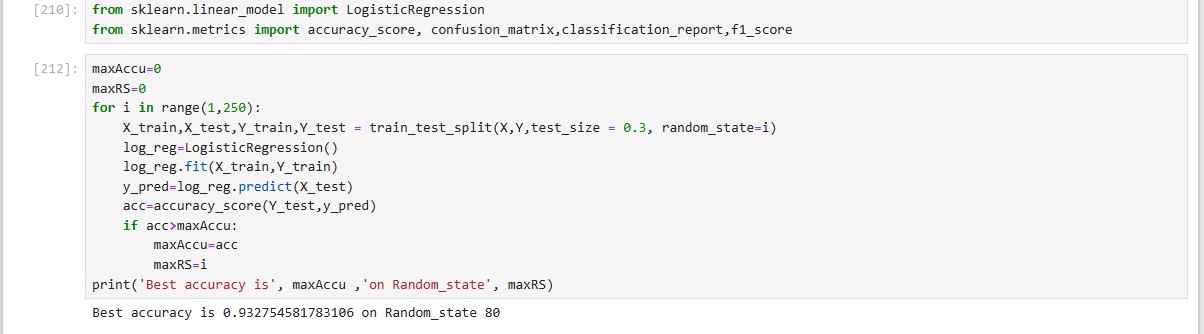 [210]: from sklearn.linear_model import LogisticRegression
from sklearn.metrics import accuracy_score, confusion_matrix,classification_report,f1_score
[212]: maxAccu=0
maxRS=0
for i in range(1,250):
    X_train,X_test,Y_train,Y_test = train_test_split(X,Y,test_size = 0.3, random_state=i)
    log_reg=LogisticRegression()
    log_reg.fit(X_train,Y_train)
    y_pred=log_reg.predict(X_test)
    acc=accuracy_score(Y_test,y_pred)
    if acc>maxAccu:
        maxAccu=acc
        maxRS=i
print('Best accuracy is', maxAccu ,'on Random_state', maxRS)
Best accuracy is 0.932754581783106 on Random_state 80